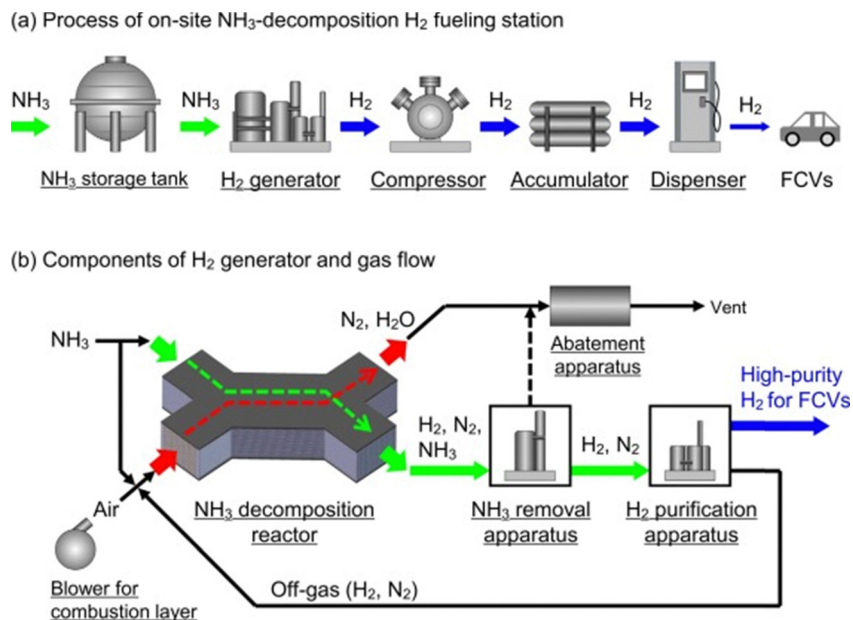 (a) Process of on-site NH₃-decomposition H₂ fueling station
NH₃
NH₃
H₂
H₂
H₂
H₂
NH₃ storage tank
H₂ generator
Compressor
Accumulator
Dispenser
FCVs
(b) Components of H₂ generator and gas flow
N₂, H₂O
Vent
NH₃
Abatement
apparatus
High-purity
H₂ for FCVs
H₂, N₂,
NH₃
H₂, N₂
Air
NH₃ decomposition
reactor
NH₃ removal
apparatus
H₂ purification
apparatus
Blower for
combustion layer
Off-gas (H₂, N₂)